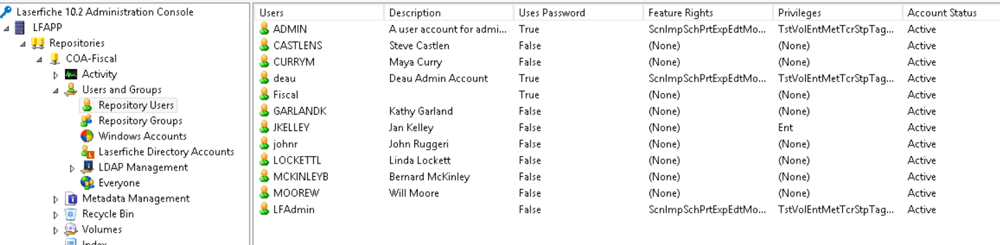 Laserfiche 10.2 Administration Console
LFAPP
Repositories
COA-Fiscal
Activity
Users and Groups
Repository Users
Repository Groups
Windows Accounts
Laserfiche Directory Accounts
LDAP Management
Everyone
Metadata Management
Recycle Bin
Volumes
Index
Users Description Uses Password Feature Rights Privileges Account Status
ADMIN A user account for admi... True ScnImpSchPrtExpEdtMo... TstVolEntMetTcrStpTag... Active
CASTLENS Steve Castlen False (None) (None) Active
CURRYM Maya Curry False (None) (None) Active
deau Deau Admin Account True ScnImpSchPrtExpEdtMo... TstVolEntMetTcrStpTag... Active
Fiscal True (None) (None) Active
GARLANDK Kathy Garland False (None) (None) Active
JKELLEY Jan Kelley False (None) Ent Active
johnr John Ruggeri False (None) (None) Active
LOCKETTL Linda Lockett False (None) (None) Active
MCKINLEYB Bernard McKinley False (None) (None) Active
MOOREW Will Moore False (None) (None) Active
LFAdmin False ScnImpSchPrtExpEdtMo... TstVolEntMetTcrStpTag... Active